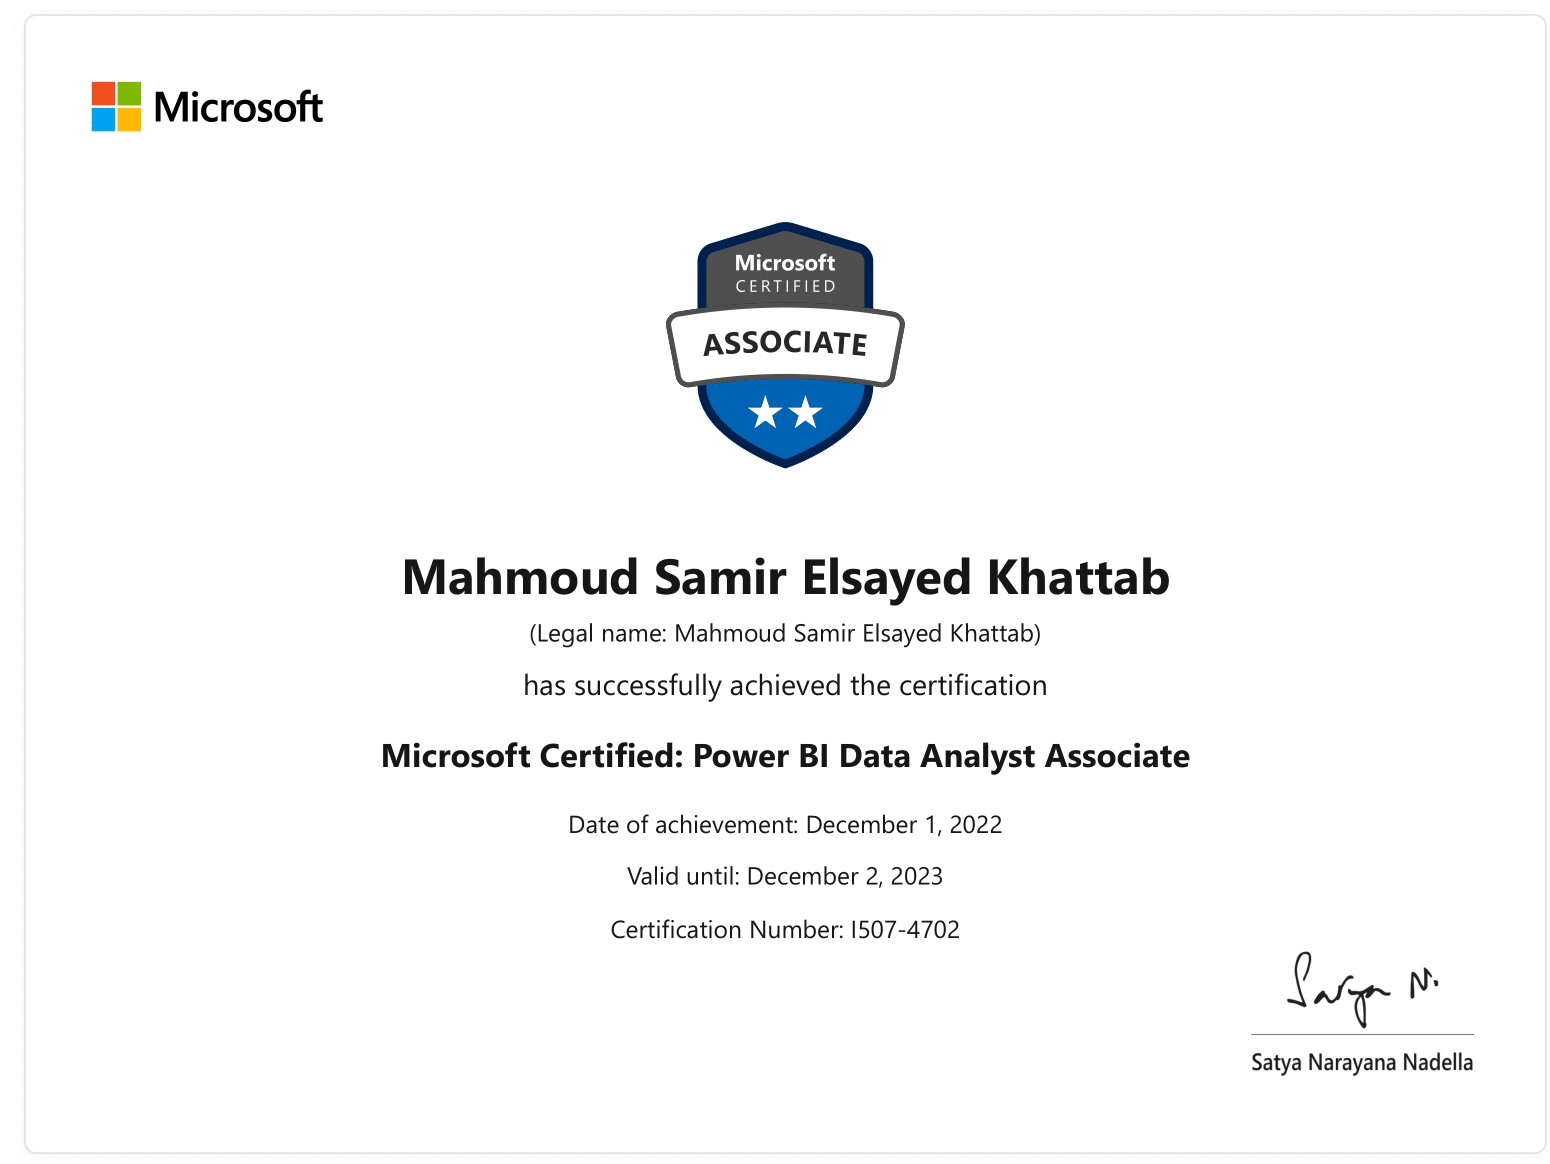 Microsoft
Microsoft
CERTIFIED
ASSOCIATE
Mahmoud Samir Elsayed Khattab
(Legal name: Mahmoud Samir Elsayed Khattab)
has successfully achieved the certification
Microsoft Certified: Power BI Data Analyst Associate
Date of achievement: December 1, 2022
Valid until: December 2, 2023
Certification Number: I507-4702
Satya N.
Satya Narayana Nadella